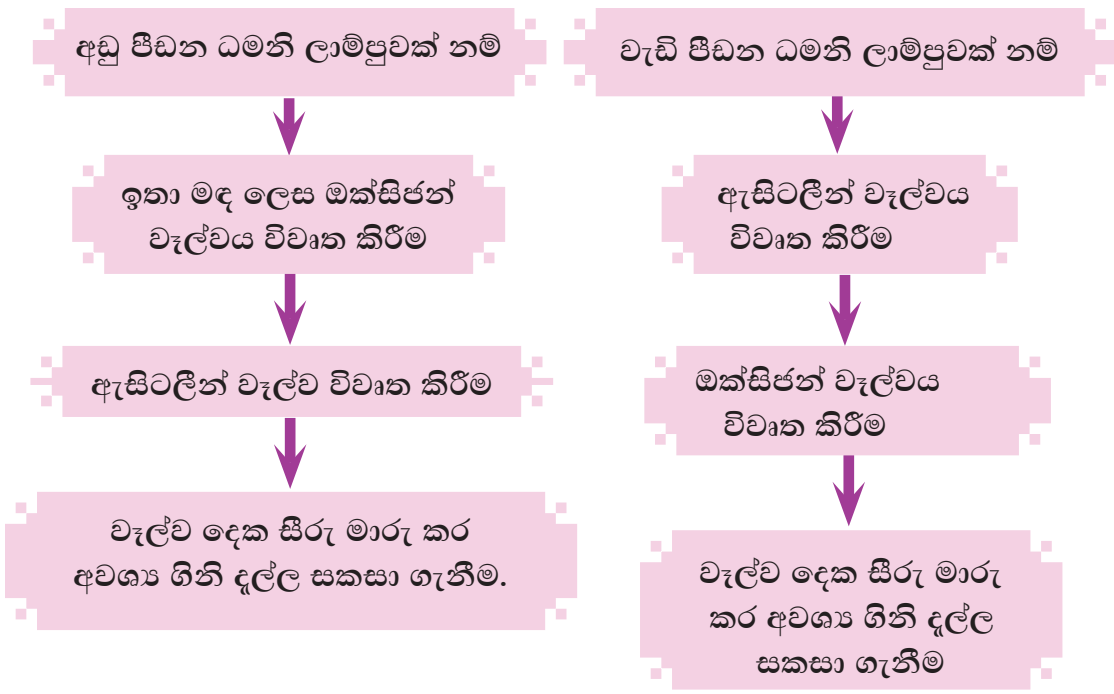 අඩු පීඩන ධමනි ලාම්පුවක් නම්
ඉතා මඳ ලෙස ඔක්සිජන්
වෑල්වය විවෘත කිරීම
ඇසිටලීන් වෑල්ව විවෘත කිරීම
වෑල්ව දෙක සීරු මාරු කර
අවශ්‍ය ගිනි දැල්ල සකසා ගැනීම.
වැඩි පීඩන ධමනි ලාම්පුවක් නම්
ඇසිටලීන් වෑල්වය
විවෘත කිරීම
ඔක්සිජන් වෑල්වය
විවෘත කිරීම
වෑල්ව දෙක සීරු මාරු
කර අවශ්‍ය ගිනි දැල්ල
සකසා ගැනීම